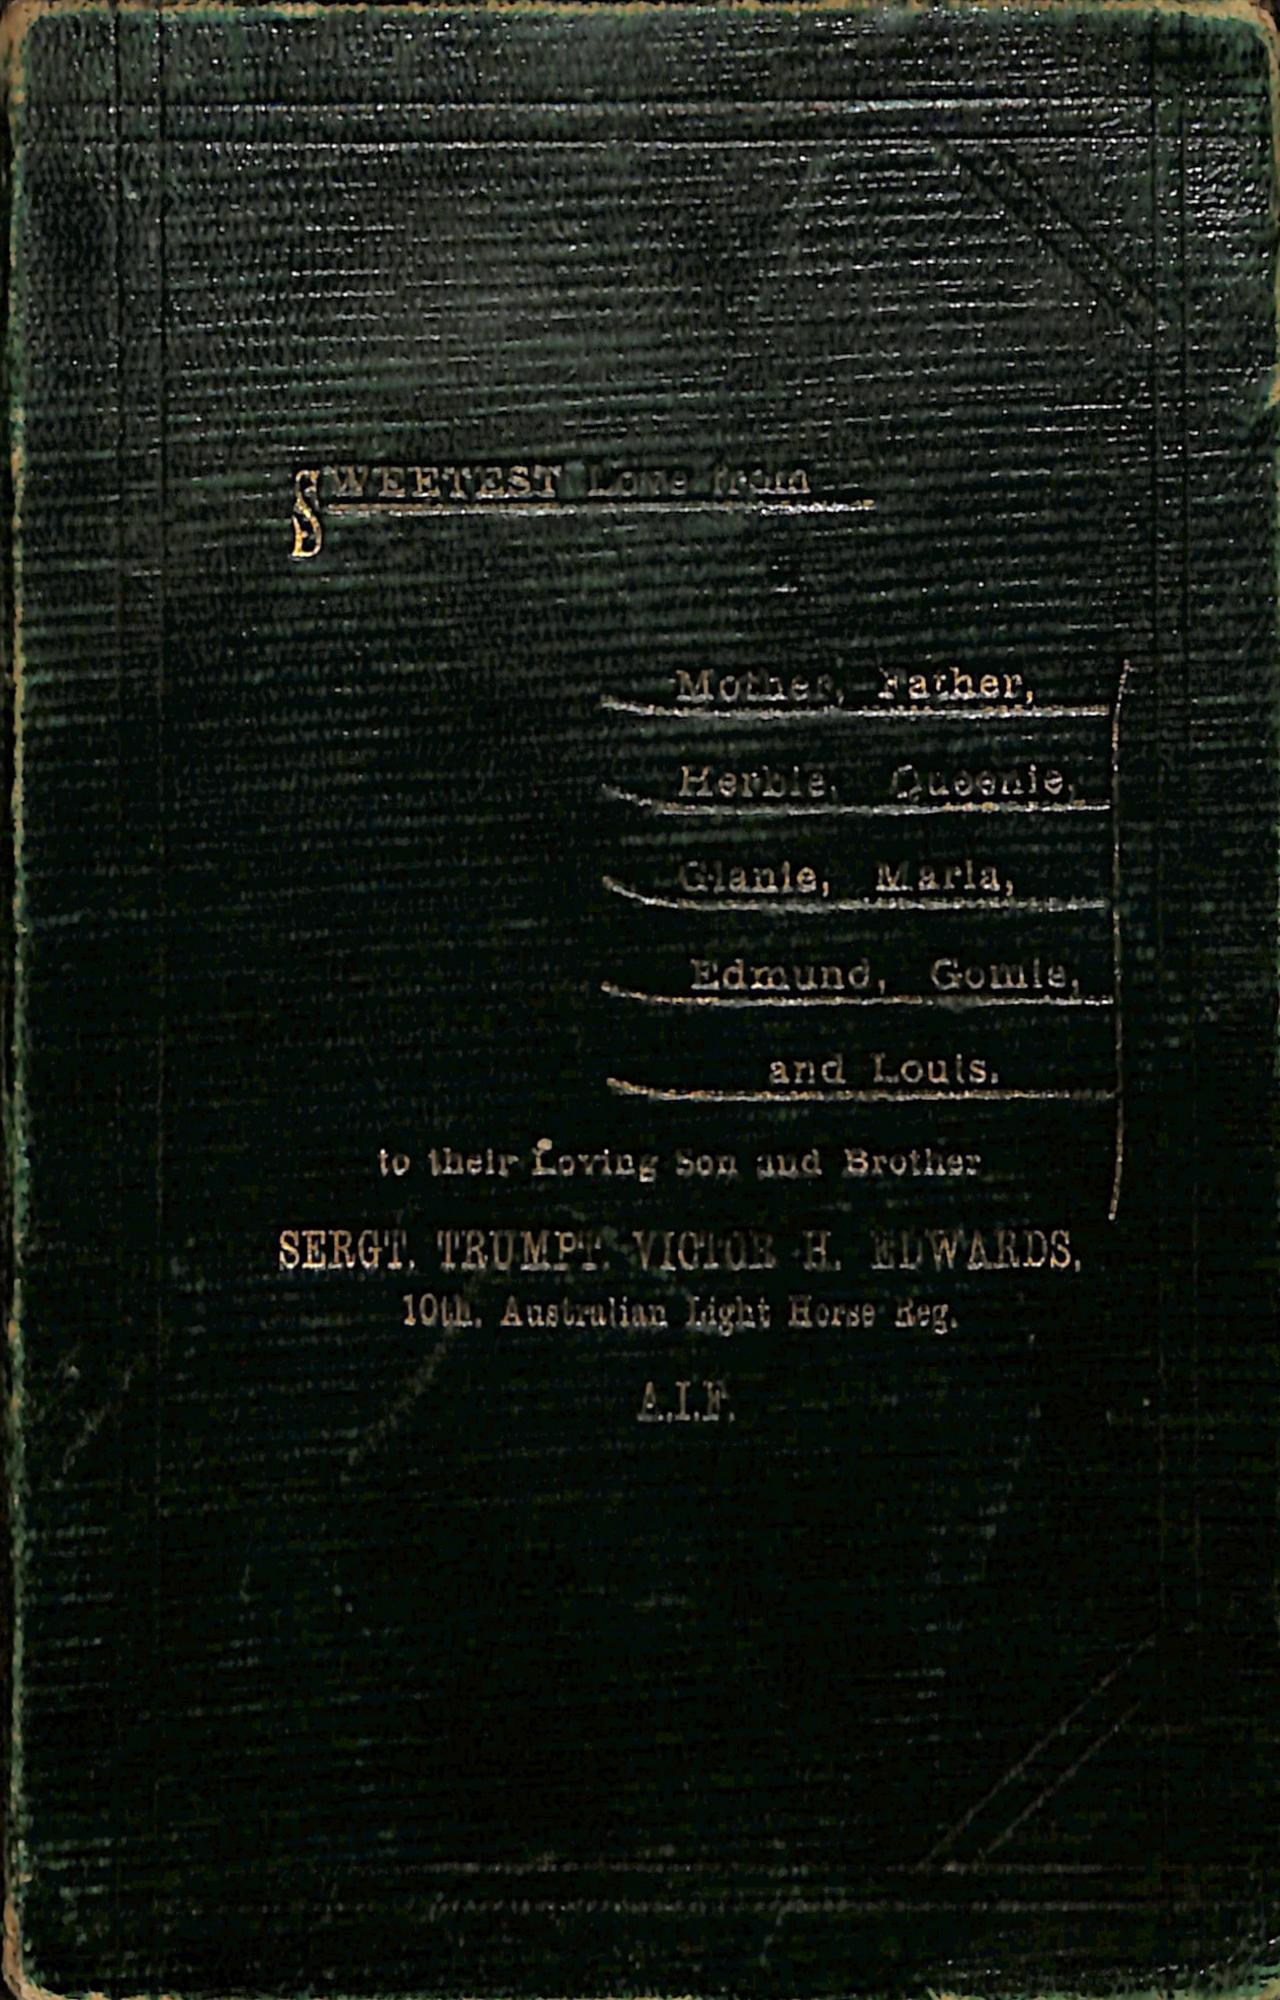 SWEETEST Love from
Mother, Father,
Herbie, Queenie,
Glanie, Marla,
Edmund, Gomie,
and Louis.
to their Loving Son and Brother
SERGT. TRUMPT. VICTOR H. EDWARDS,
10th. Australian Light Horse Reg.
A.I.F.